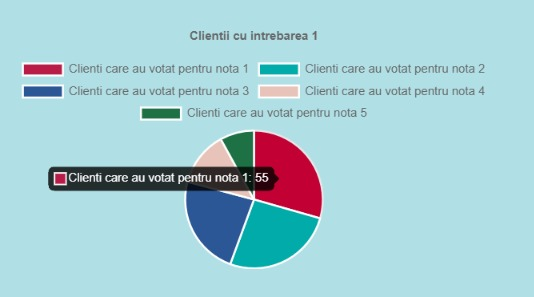 Clientii cu intrebarea 1
Clienti care au votat pentru nota 1 Clienti care au votat pentru nota 2
Clienti care au votat pentru nota 3 Clienti care au votat pentru nota 4
Clienti care au votat pentru nota 5
Clienti care au votat pentru nota 1: 55